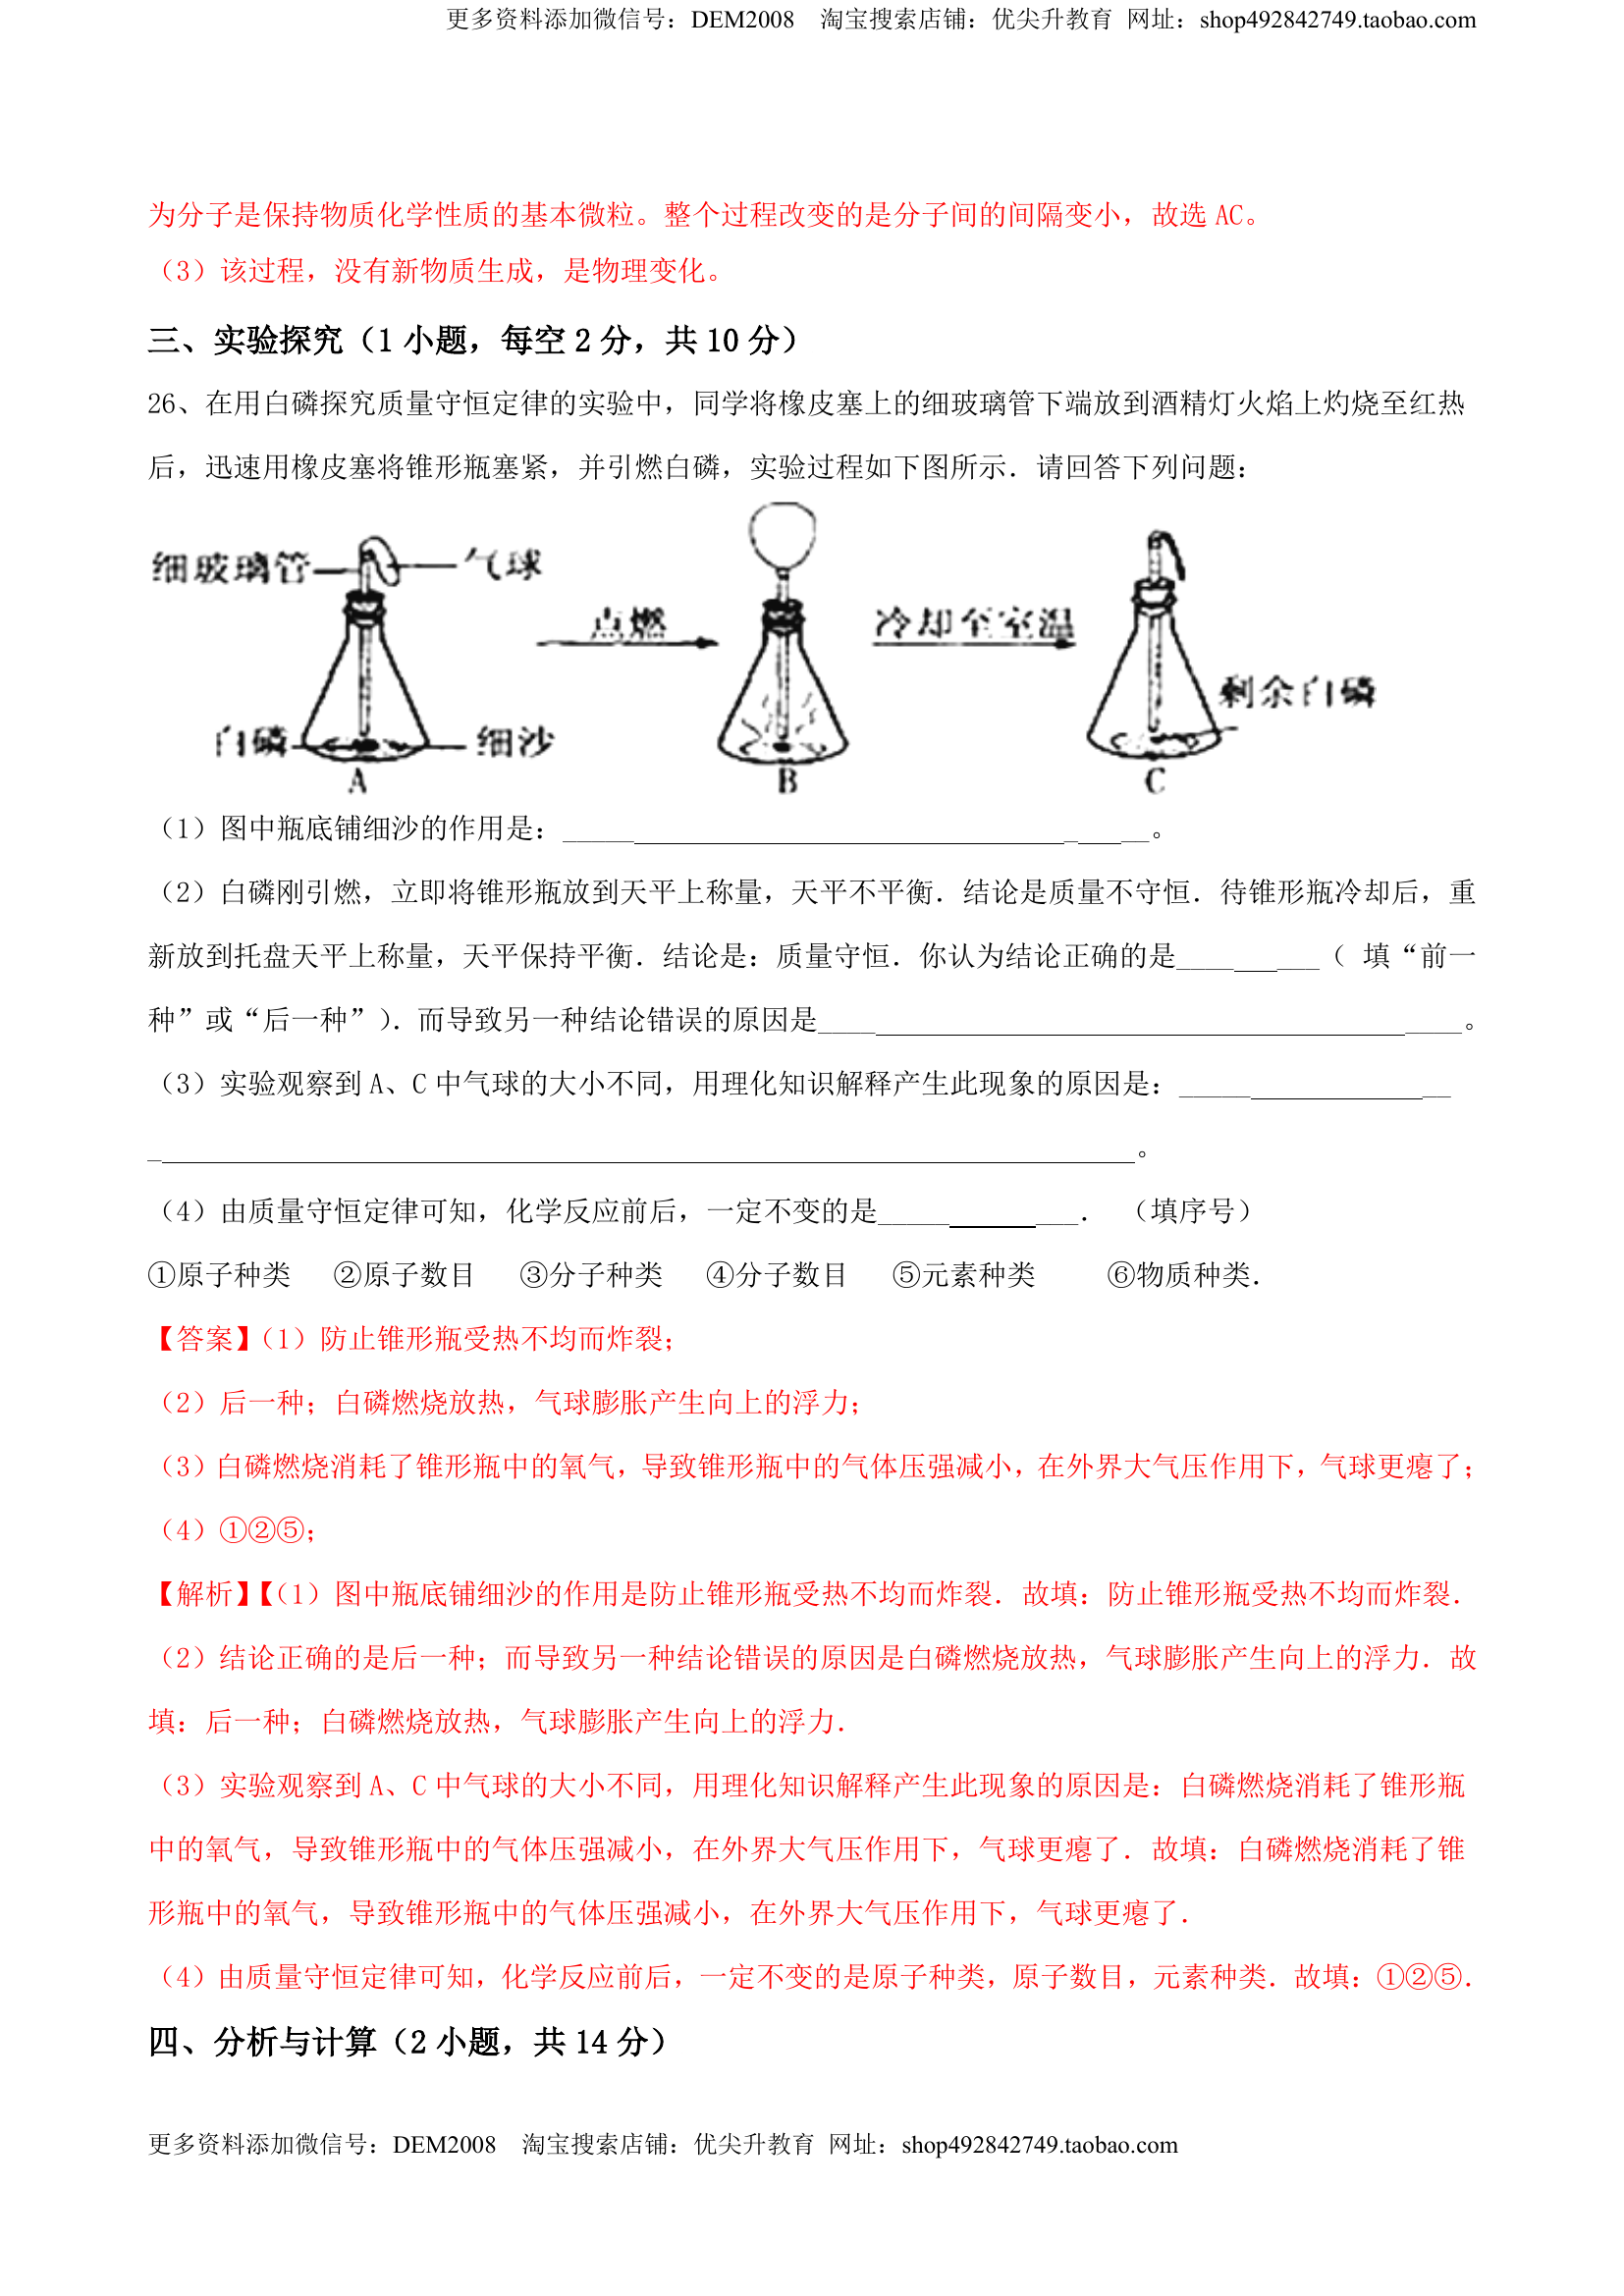 更多资料添加微信号：DEM2008 淘宝搜索店铺：优尖升教育 网址：shop492842749.taobao.com
为分子是保持物质化学性质的基本微粒。整个过程改变的是分子间的间隔变小，故选 AC。
（3）该过程，没有新物质生成，是物理变化。
三、实验探究（1 小题，每空 2 分，共 10 分）
26、在用白磷探究质量守恒定律的实验中，同学将橡皮塞上的细玻璃管下端放到酒精灯火焰上灼烧至红热
后，迅速用橡皮塞将锥形瓶塞紧，并引燃白磷，实验过程如下图所示．请回答下列问题：
细玻璃管 气球
点燃 冷却至室温
剩余白磷
白磷 细沙
A B C
（1）图中瓶底铺细沙的作用是：_____ _ __。
（2）白磷刚引燃，立即将锥形瓶放到天平上称量，天平不平衡．结论是质量不守恒．待锥形瓶冷却后，重
新放到托盘天平上称量，天平保持平衡．结论是：质量守恒．你认为结论正确的是____ ___（ 填“前一
种”或“后一种”）．而导致另一种结论错误的原因是____ ____。
（3）实验观察到 A、C 中气球的大小不同，用理化知识解释产生此现象的原因是：_____ __
_ 。
（4）由质量守恒定律可知，化学反应前后，一定不变的是_____ ___． （填序号）
①原子种类 ②原子数目 ③分子种类 ④分子数目 ⑤元素种类 ⑥物质种类．
【答案】（1）防止锥形瓶受热不均而炸裂；
（2）后一种；白磷燃烧放热，气球膨胀产生向上的浮力；
（3）白磷燃烧消耗了锥形瓶中的氧气，导致锥形瓶中的气体压强减小，在外界大气压作用下，气球更瘪了；
（4）①②⑤；
【解析】【（1）图中瓶底铺细沙的作用是防止锥形瓶受热不均而炸裂．故填：防止锥形瓶受热不均而炸裂．
（2）结论正确的是后一种；而导致另一种结论错误的原因是白磷燃烧放热，气球膨胀产生向上的浮力．故
填：后一种；白磷燃烧放热，气球膨胀产生向上的浮力．
（3）实验观察到 A、C 中气球的大小不同，用理化知识解释产生此现象的原因是：白磷燃烧消耗了锥形瓶
中的氧气，导致锥形瓶中的气体压强减小，在外界大气压作用下，气球更瘪了．故填：白磷燃烧消耗了锥
形瓶中的氧气，导致锥形瓶中的气体压强减小，在外界大气压作用下，气球更瘪了．
（4）由质量守恒定律可知，化学反应前后，一定不变的是原子种类，原子数目，元素种类．故填：①②⑤．
四、分析与计算（2 小题，共 14 分）
更多资料添加微信号：DEM2008 淘宝搜索店铺：优尖升教育 网址：shop492842749.taobao.com